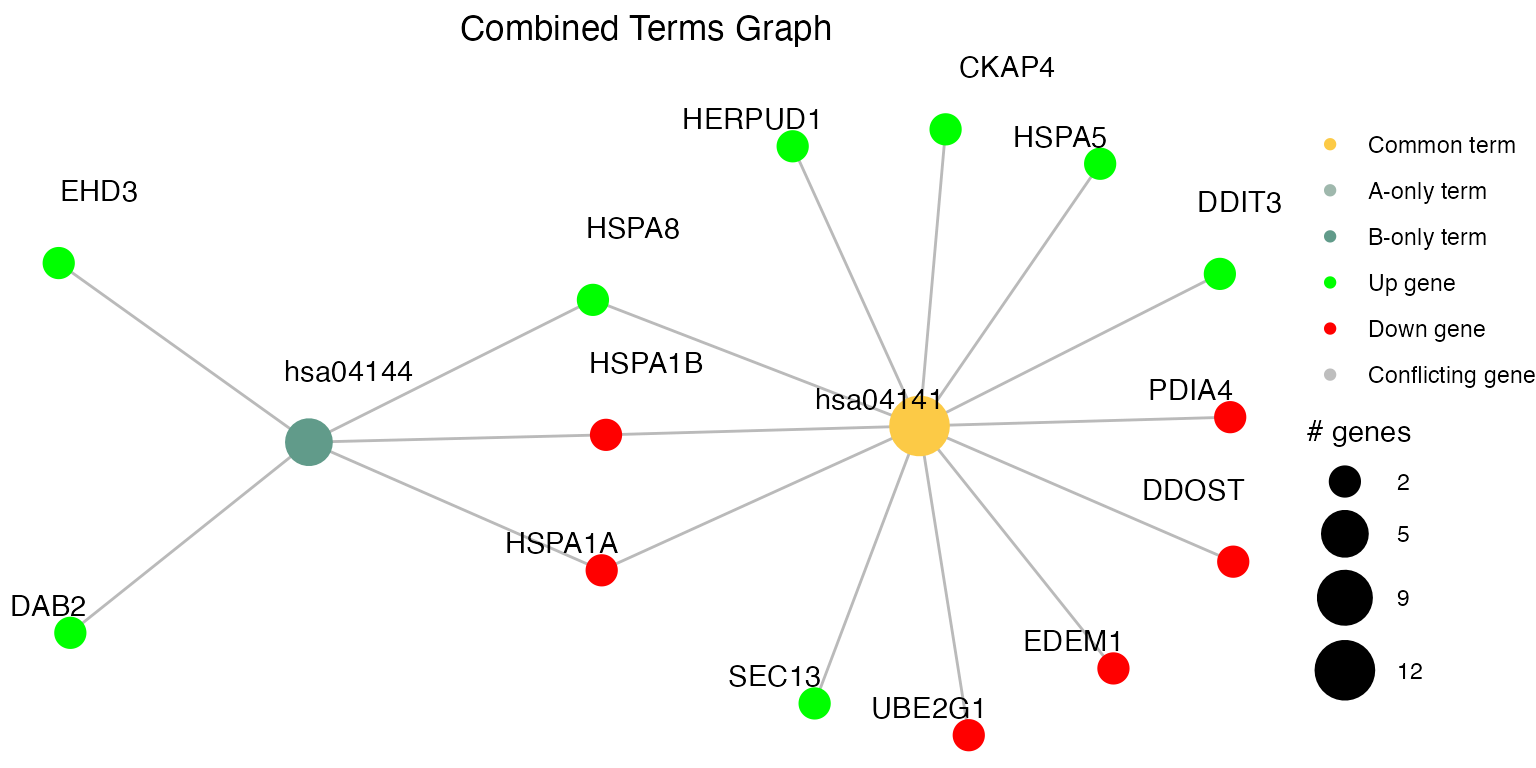 Combined Terms Graph
CKAP4
HERPUD1
HSPA5
EHD3
DDIT3
HSPA8
hsa04144
HSPA1B
hsa04141
PDIA4
DDOST
HSPA1A
DAB2
EDEM1
SEC13
UBE2G1
Common term
A-only term
B-only term
Up gene
Down gene
Conflicting gene
# genes
2
5
9
12